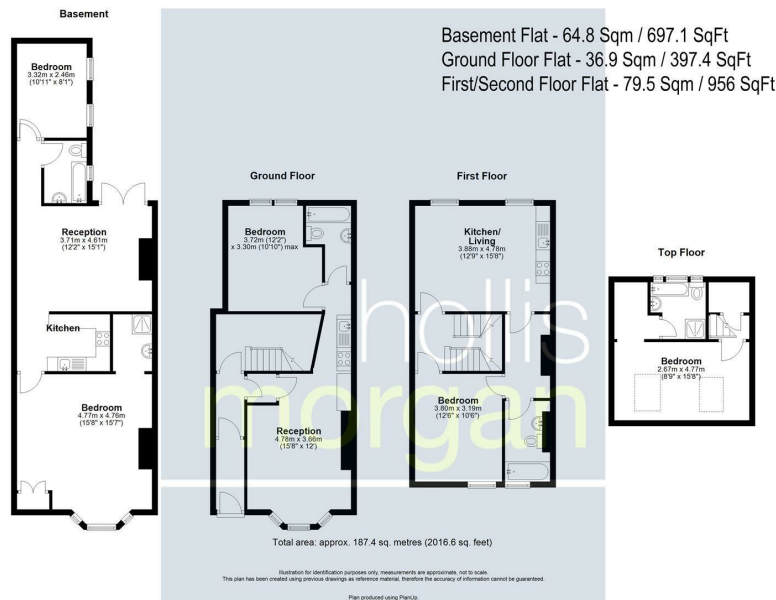 Basement
Basement Flat - 64.8 Sqm / 697.1 SqFt
Ground Floor Flat - 36.9 Sqm / 397.4 SqFt
First/Second Floor Flat - 79.5 Sqm / 956 SqFt
Bedroom
3.32m x 2.46m
(10'11" x 8'1")
Reception
3.71m x 4.61m
(12'2" x 15'1")
Kitchen
Bedroom
4.77m x 4.76m
(15'8" x 15'7")
Ground Floor
Bedroom
3.72m (12'2")
x 3.30m (10'10") max
Reception
4.78m x 3.66m
(15'8" x 12')
First Floor
Kitchen/
Living
3.88m x 4.78m
(12'9" x 15'8")
Bedroom
3.80m x 3.19m
(12'6" x 10'6")
Top Floor
Bedroom
2.67m x 4.77m
(8'9" x 15'8")
hollis
morgan
Total area: approx. 187.4 sq. metres (2016.6 sq. feet)
Illustration for identification purposes only, measurements are approximate, not to scale.
This plan has been created using previous drawings as reference material, therefore the accuracy of information cannot be guaranteed.
Plan produced using PlanUp.